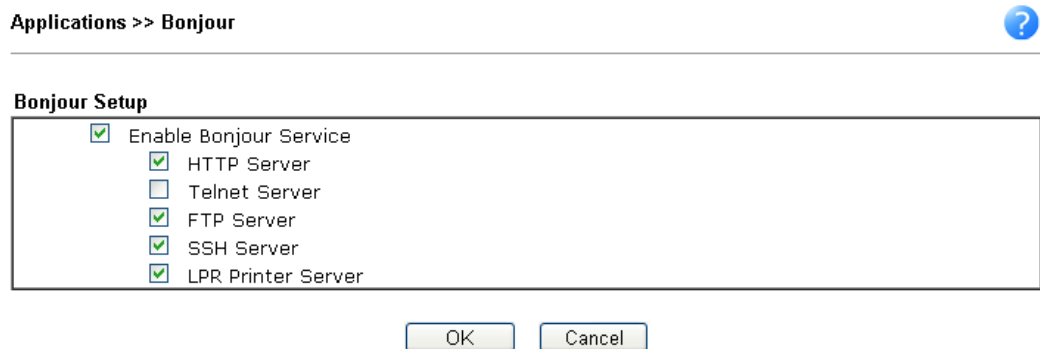 Applications >> Bonjour
?
Bonjour Setup
Enable Bonjour Service
HTTP Server
Telnet Server
FTP Server
SSH Server
LPR Printer Server
OK Cancel